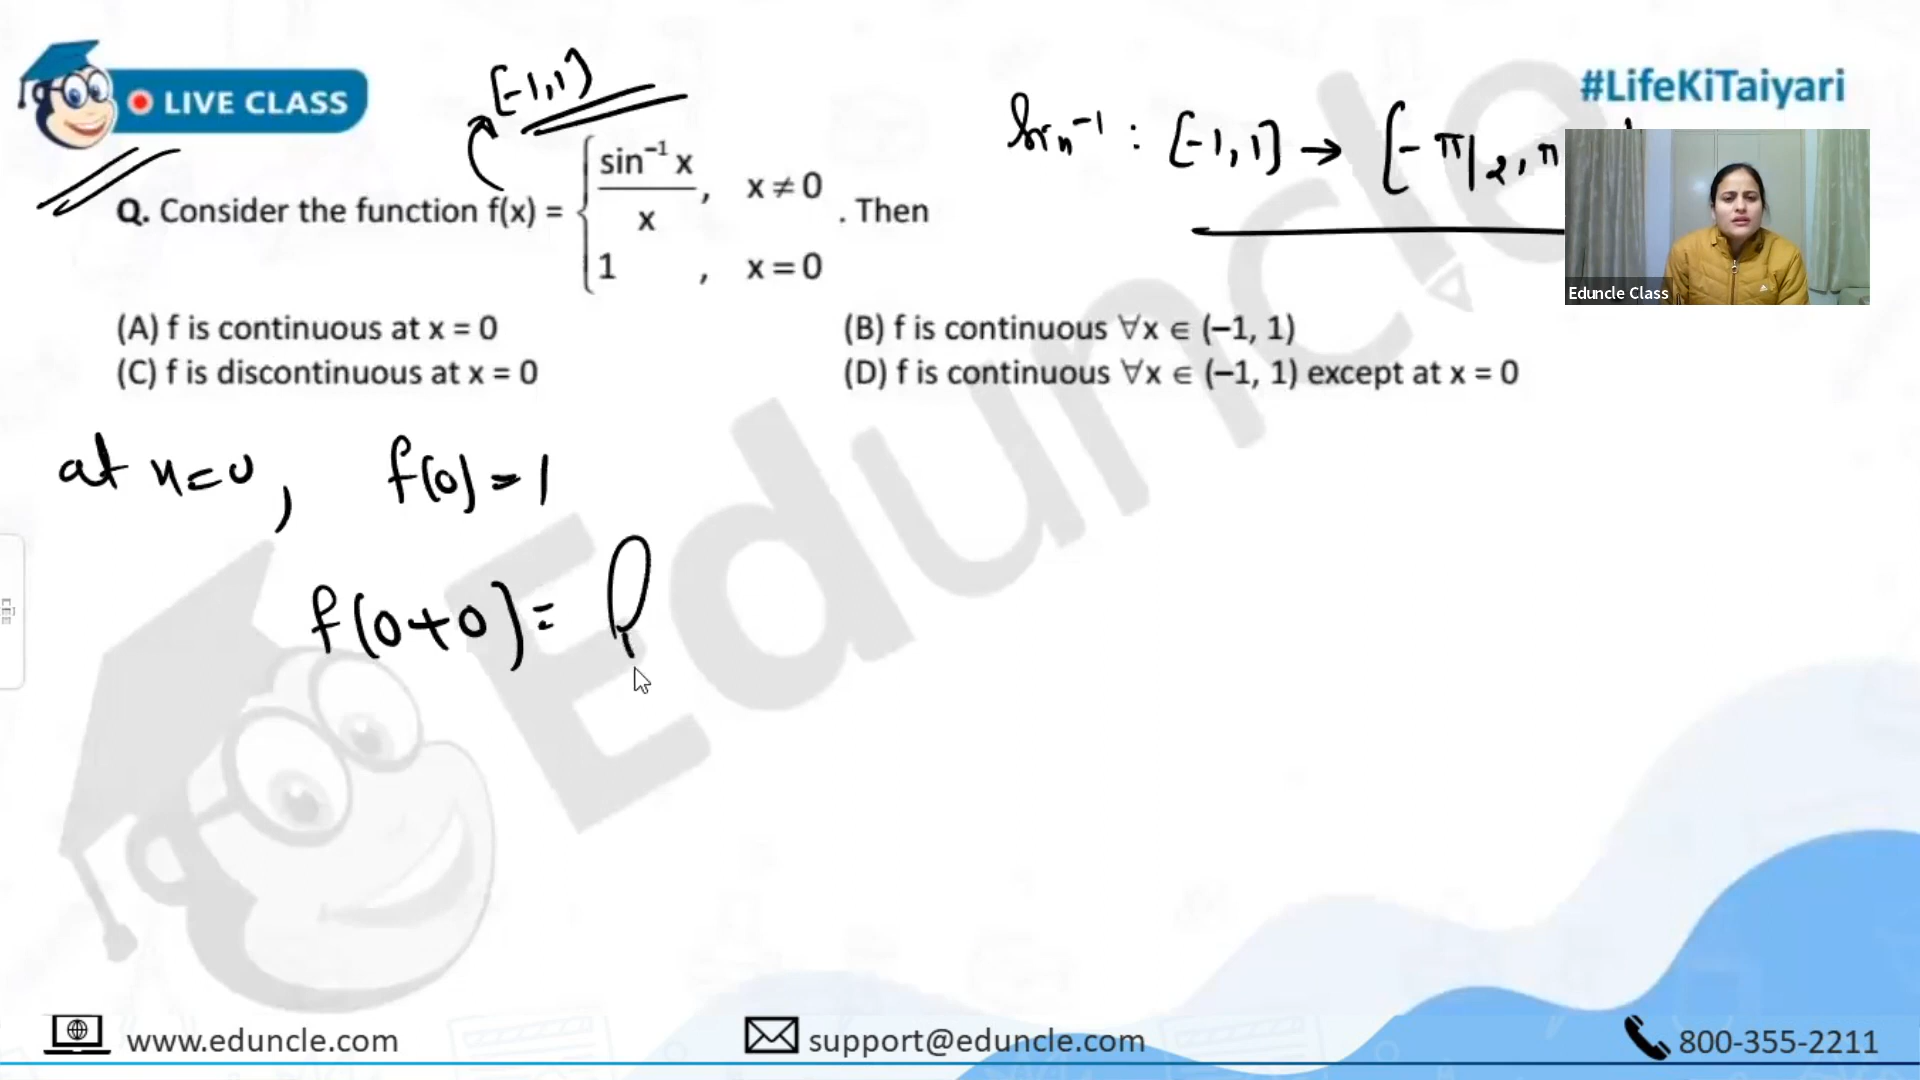 LIVE CLASS
#LifeKiTaiyari
[-1,1]
: [-1,1] → [-π/2, π
Q. Consider the function f(x) = { sin⁻¹ x / x , x ≠ 0
1 , x = 0 . Then
Eduncle Class
(A) f is continuous at x = 0
(B) f is continuous ∀x ∈ (–1, 1)
(C) f is discontinuous at x = 0
(D) f is continuous ∀x ∈ (–1, 1) except at x = 0
at x=0, f(0) = 1
f(0+0) =
Eduncle
www.eduncle.com
support@eduncle.com
800-355-2211